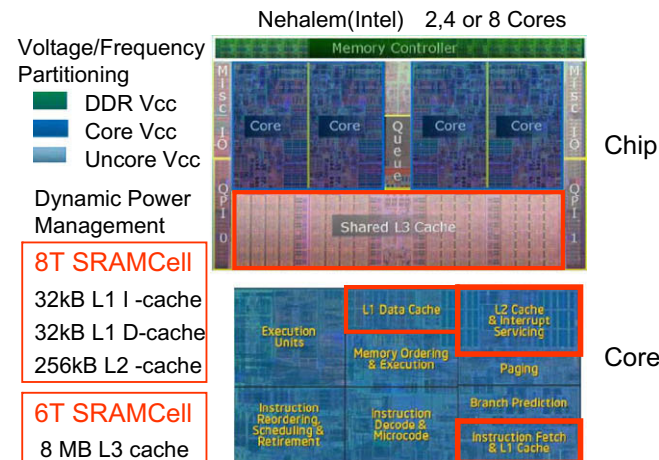 Nehalem(Intel) 2,4 or 8 Cores
Voltage/Frequency
Partitioning
DDR Vcc
Core Vcc
Uncore Vcc
Dynamic Power
Management
8T SRAMCell
32kB L1 I -cache
32kB L1 D-cache
256kB L2 -cache
6T SRAMCell
8 MB L3 cache
Memory Controller
Misc IO
QPI 0
Core
Core
Queue
Core
Core
Misc IO
QPI 1
Shared L3 Cache
Chip
Execution
Units
L1 Data Cache
L2 Cache
& Interrupt
Servicing
Memory Ordering
& Execution
Paging
Instruction
Reordering,
Scheduling &
Retirement
Instruction
Decode &
Microcode
Branch Prediction
Instruction Fetch
& L1 Cache
Core